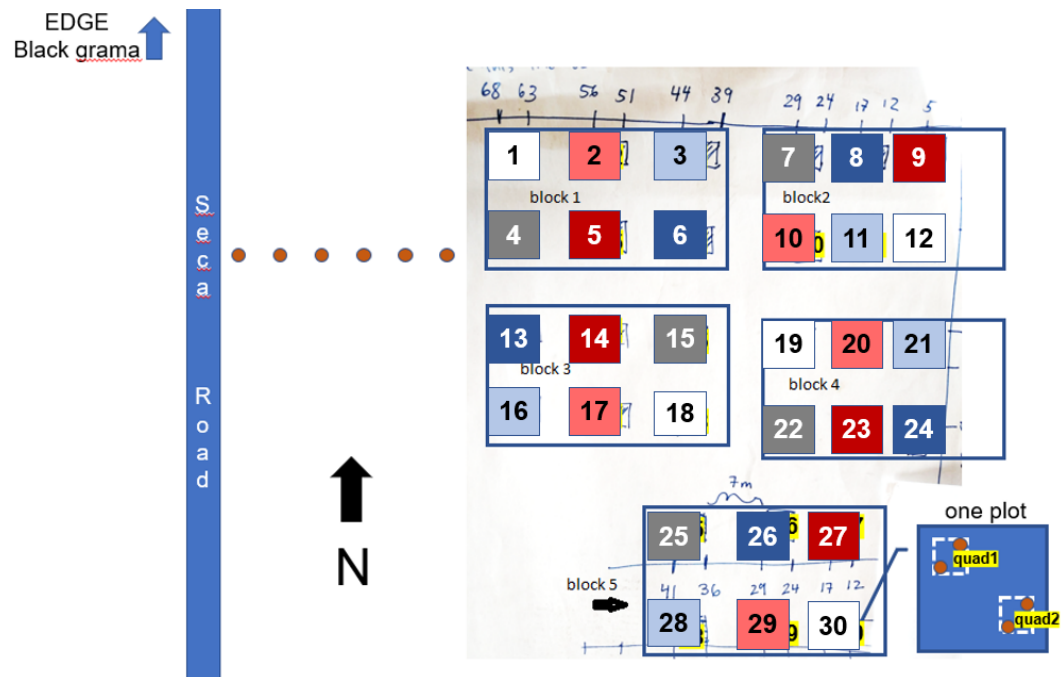 EDGE
Black grama
Seca Road
N
68 63 56 51 44 39
29 24 17 12 5
1 2 3
block 1
4 5 6
7 8 9
block2
10 11 12
13 14 15
block 3
16 17 18
19 20 21
block 4
22 23 24
7m
25 26 27
block 5
41 36 29 24 17 12
28 29 30
one plot
quad1
quad2